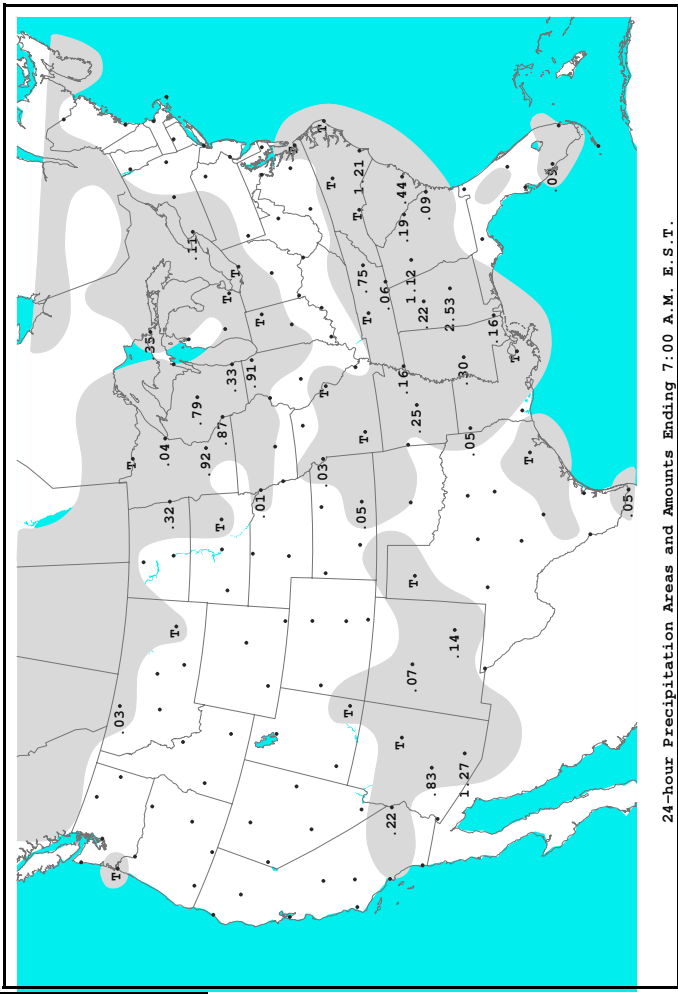 T
.03
T
.35
.04
.32
T
.11
.79
.92
T
.87
T
.33
T
.91
.01
T
T
.03
T
T
T
T
T
1.21
.05
.75
T
T
.06
.22
T
.44
.16
.19
.07
1.12
T
.25
.22
.09
.83
2.53
.14
.30
1.27
.05
.16
T
T
.05
.05
24-hour Precipitation Areas and Amounts Ending 7:00 A.M. E.S.T.